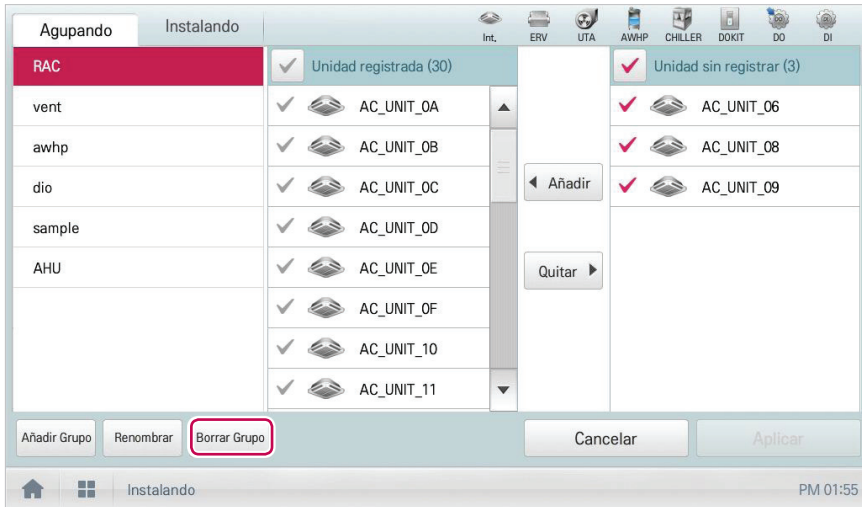 Agupando
Instalando
Int.
ERV
UTA
AWHP
CHILLER
DOKIT
DO
DI
RAC
vent
awhp
dio
sample
AHU
Unidad registrada (30)
AC_UNIT_0A
AC_UNIT_0B
AC_UNIT_0C
AC_UNIT_0D
AC_UNIT_0E
AC_UNIT_0F
AC_UNIT_10
AC_UNIT_11
Añadir
Quitar
Unidad sin registrar (3)
AC_UNIT_06
AC_UNIT_08
AC_UNIT_09
Añadir Grupo
Renombrar
Borrar Grupo
Cancelar
Aplicar
Instalando
PM 01:55